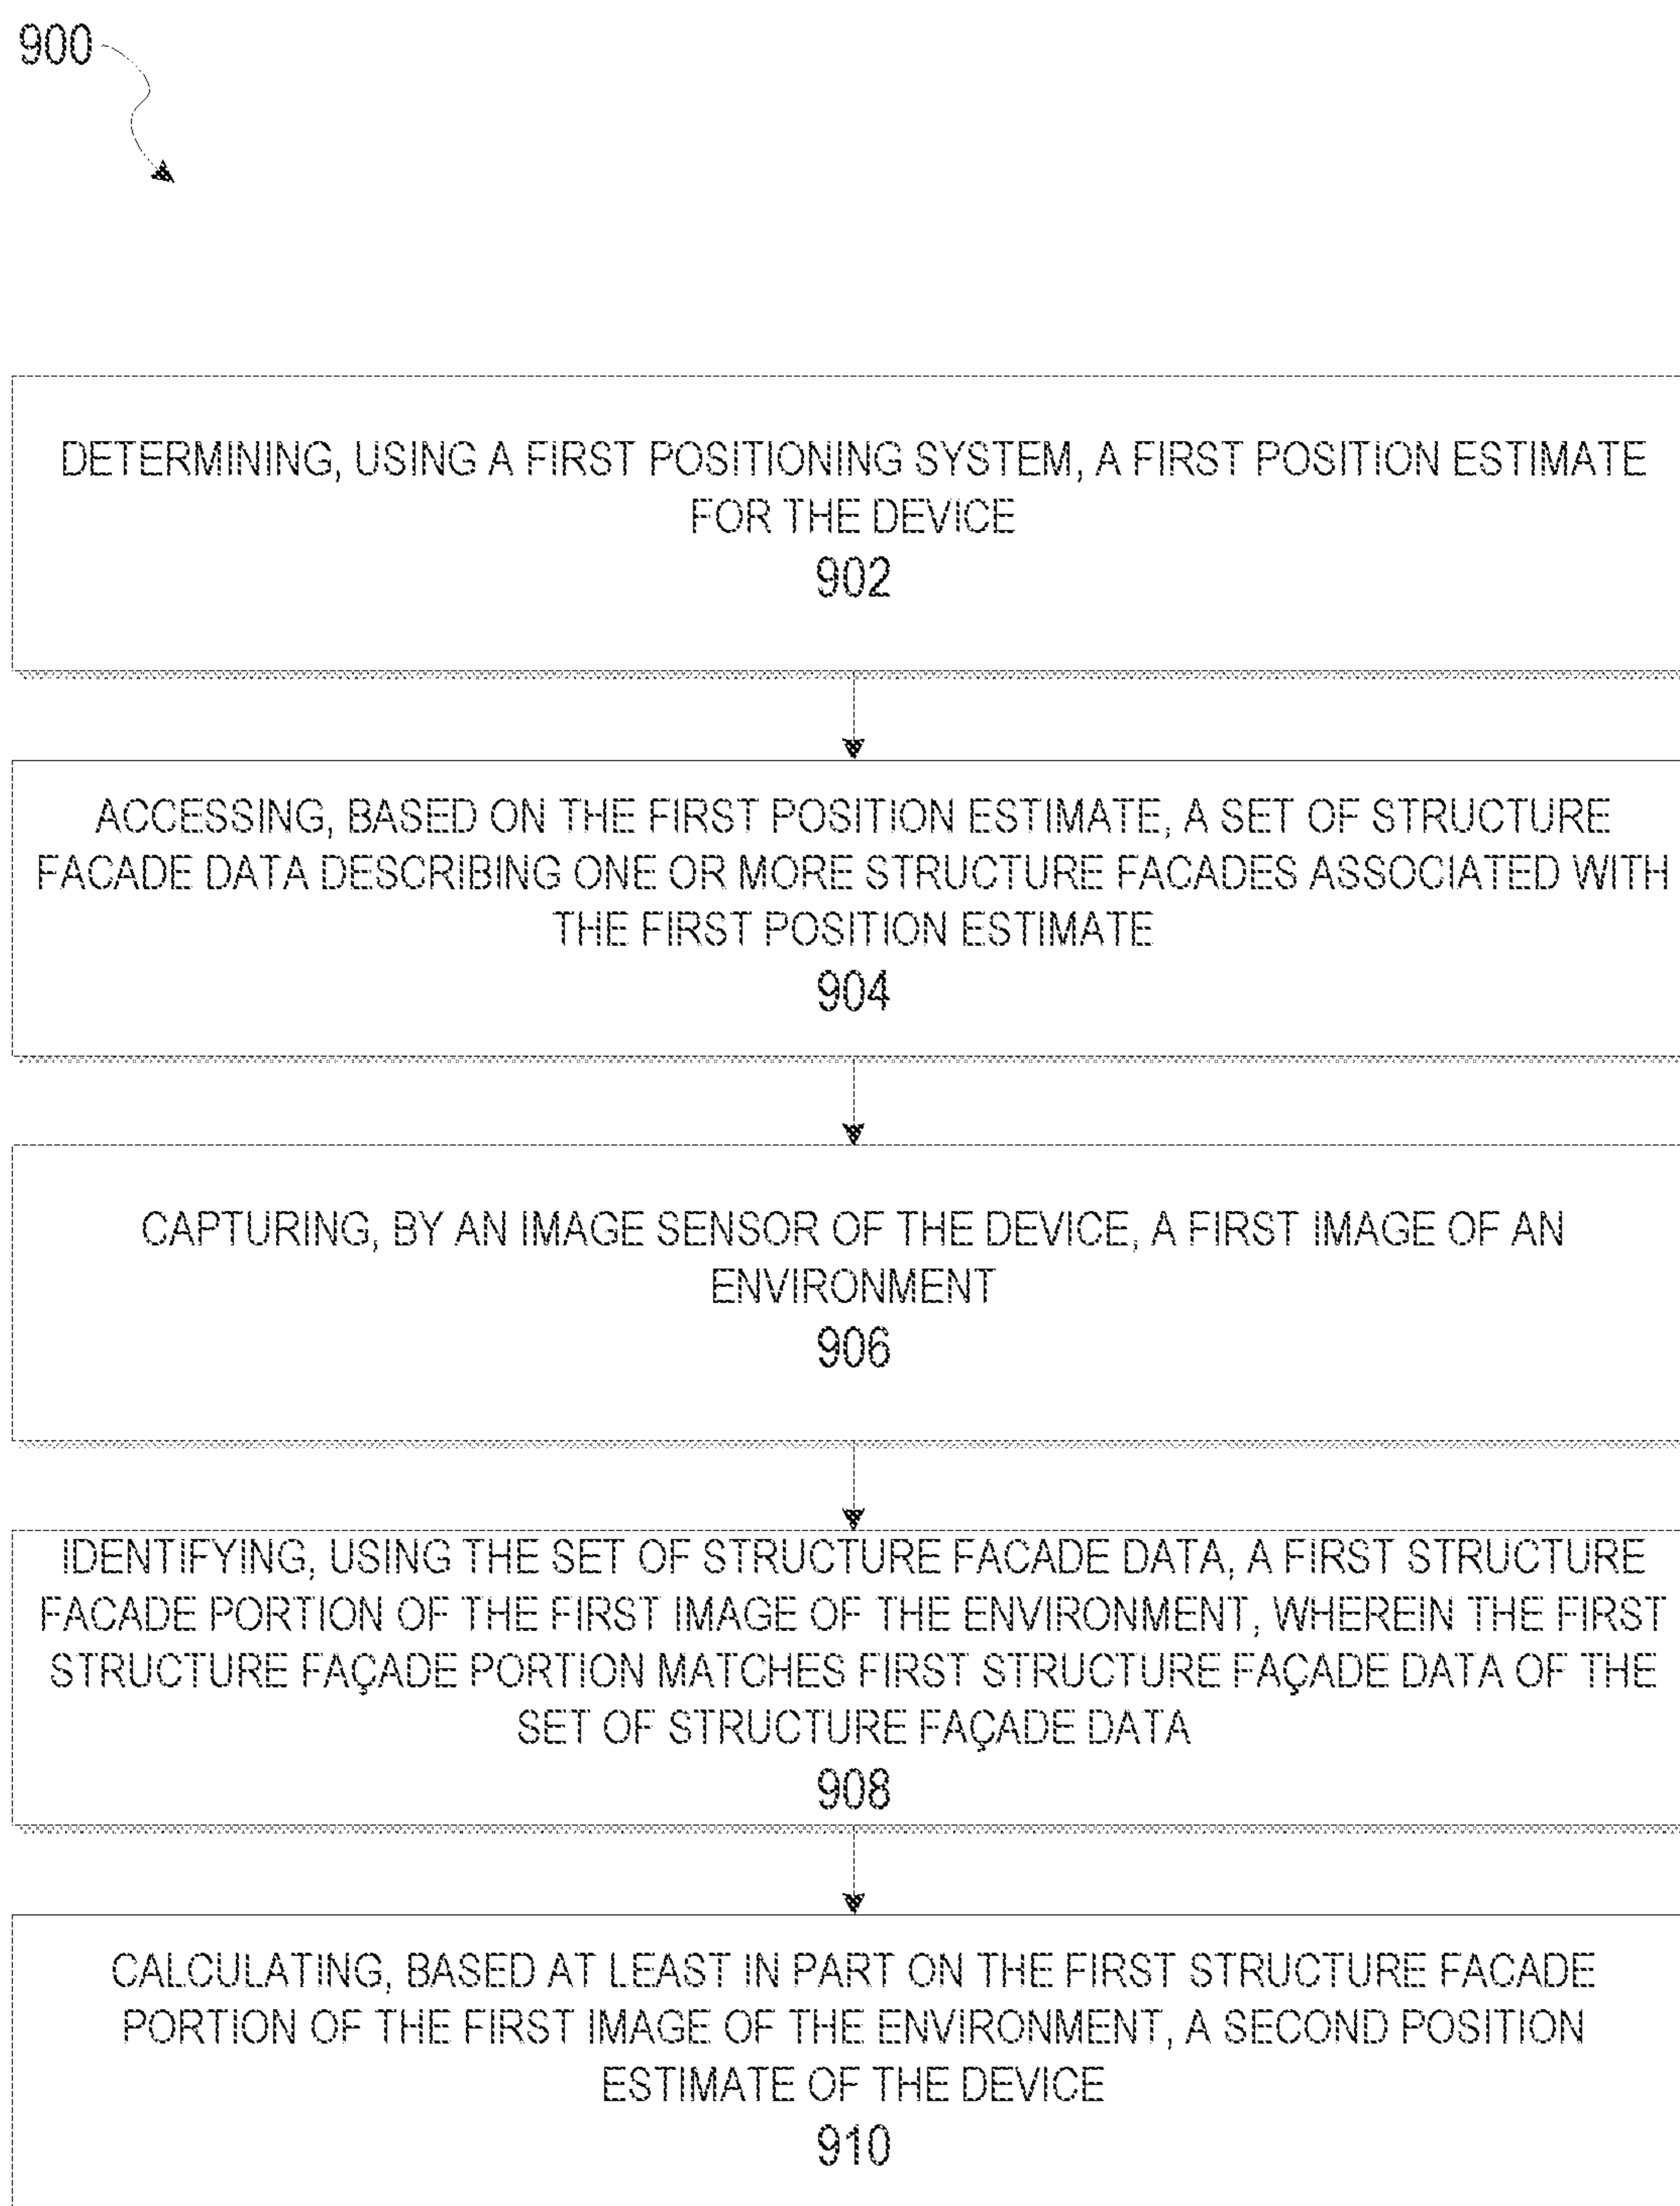 900
DETERMINING, USING A FIRST POSITIONING SYSTEM, A FIRST POSITION ESTIMATE
FOR THE DEVICE
902
ACCESSING, BASED ON THE FIRST POSITION ESTIMATE, A SET OF STRUCTURE
FACADE DATA DESCRIBING ONE OR MORE STRUCTURE FACADES ASSOCIATED WITH
THE FIRST POSITION ESTIMATE
904
CAPTURING, BY AN IMAGE SENSOR OF THE DEVICE, A FIRST IMAGE OF AN
ENVIRONMENT
906
IDENTIFYING, USING THE SET OF STRUCTURE FACADE DATA, A FIRST STRUCTURE
FACADE PORTION OF THE FIRST IMAGE OF THE ENVIRONMENT, WHEREIN THE FIRST
STRUCTURE FAÇADE PORTION MATCHES FIRST STRUCTURE FAÇADE DATA OF THE
SET OF STRUCTURE FAÇADE DATA
908
CALCULATING, BASED AT LEAST IN PART ON THE FIRST STRUCTURE FACADE
PORTION OF THE FIRST IMAGE OF THE ENVIRONMENT, A SECOND POSITION
ESTIMATE OF THE DEVICE
910